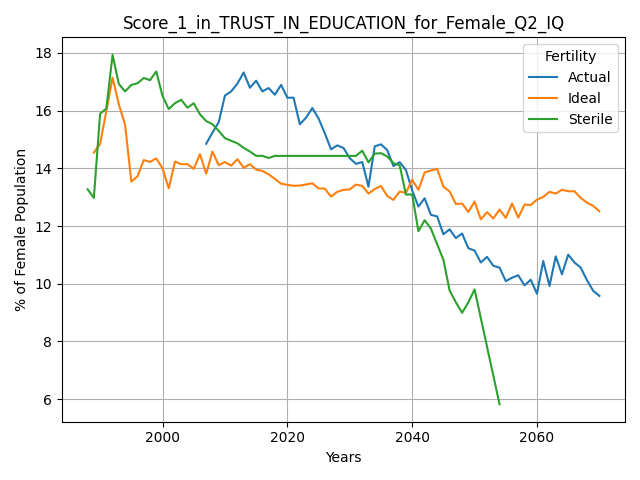 Score_1_in_TRUST_IN_EDUCATION_for_Female_Q2_IQ
Fertility
Actual
Ideal
Sterile
% of Female Population
18
16
14
12
10
8
6
2000 2020 2040 2060
Years